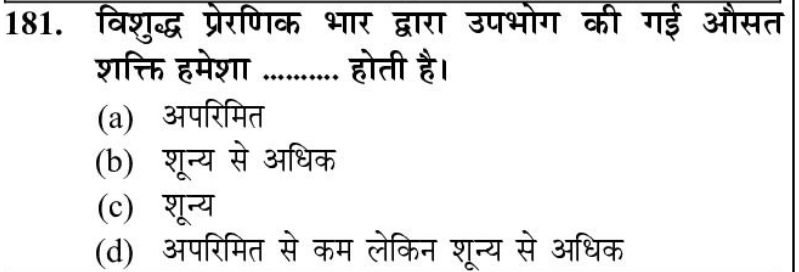 181. विशुद्ध प्रेरणिक भार द्वारा उपभोग की गई औसत
शक्ति हमेशा .......... होती है।
(a) अपरिमित
(b) शून्य से अधिक
(c) शून्य
(d) अपरिमित से कम लेकिन शून्य से अधिक